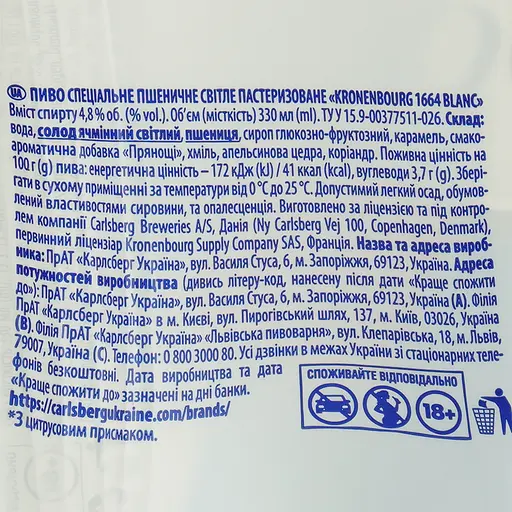 UA ПИВО СПЕЦІАЛЬНЕ ПШЕНИЧНЕ СВІТЛЕ ПАСТЕРИЗОВАНЕ «KRONENBOURG 1664 BLANC»
Вміст спирту 4,8 % об. (% vol.). Об'єм (місткість) 330 мл (ml). ТУ У 15.9-00377511-026. Склад:
вода, солод ячмінний світлий, пшениця, сироп глюкозно-фруктозний, карамель, смако-
ароматична добавка «Прянощі», хміль, апельсинова цедра, коріандр. Поживна цінність на
100 г (g) пива: енергетична цінність – 172 кДж (kJ) / 41 ккал (kcal), вуглеводи 3,7 г (g). Збері-
гати в сухому приміщенні за температури від 0 °C до 25 °C. Допустимий легкий осад, обумов-
лений властивостями сировини, та опалесценція. Виготовлено за ліцензією та під контро-
лем компанії Carlsberg Breweries A/S, Данія (Ny Carlsberg Vej 100, Copenhagen, Denmark),
первинний ліцензіар Kronenbourg Supply Company SAS, Франція. Назва та адреса вироб-
ника: ПрАТ «Карлсберг Україна», вул. Василя Стуса, 6, м. Запоріжжя, 69123, Україна. Адреса
потужностей виробництва (дивись літеру-код, нанесену після дати «Краще спожити
до»): ПрАТ «Карлсберг Україна», вул. Василя Стуса, 6, м. Запоріжжя, 69123, Україна (A). Філія
ПрАТ «Карлсберг Україна» в м. Києві, вул. Пирогівський шлях, 137, м. Київ, 03026, Україна
(B). Філія ПрАТ «Карлсберг Україна» «Львівська пивоварня», вул. Клепарівська, 18, м. Львів,
79007, Україна (C). Телефон: 0 800 3000 80. Усі дзвінки в межах України зі стаціонарних теле-
фонів безкоштовні. Дата виробництва та дата
«Краще спожити до» зазначені на дні банки.
https://carlsbergukraine.com/brands/
*З цитрусовим присмаком.
СПОЖИВАЙТЕ ВІДПОВІДАЛЬНО
18+